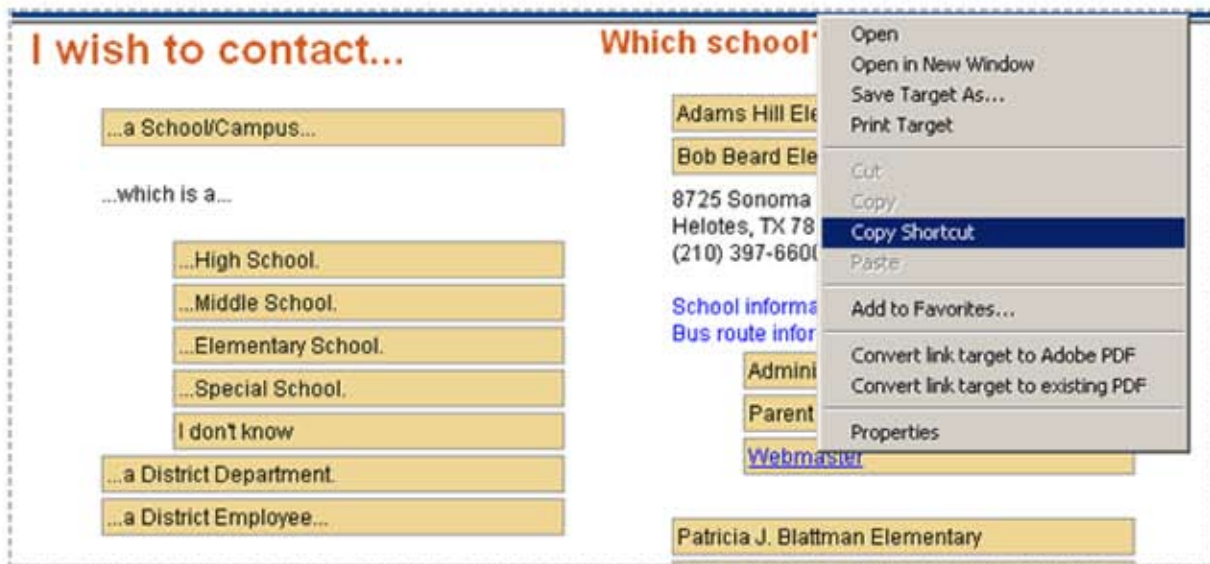 I wish to contact...
...a School/Campus...
...which is a...
...High School.
...Middle School.
...Elementary School.
...Special School.
I don't know
...a District Department.
...a District Employee...
Which school?
Adams Hill Ele
Bob Beard Ele
8725 Sonoma
Helotes, TX 78
(210) 397-6600
School informa
Bus route infor
Admini
Parent
Webmaster
Patricia J. Blattman Elementary
Open
Open in New Window
Save Target As...
Print Target
Cut
Copy
Copy Shortcut
Paste
Add to Favorites...
Convert link target to Adobe PDF
Convert link target to existing PDF
Properties